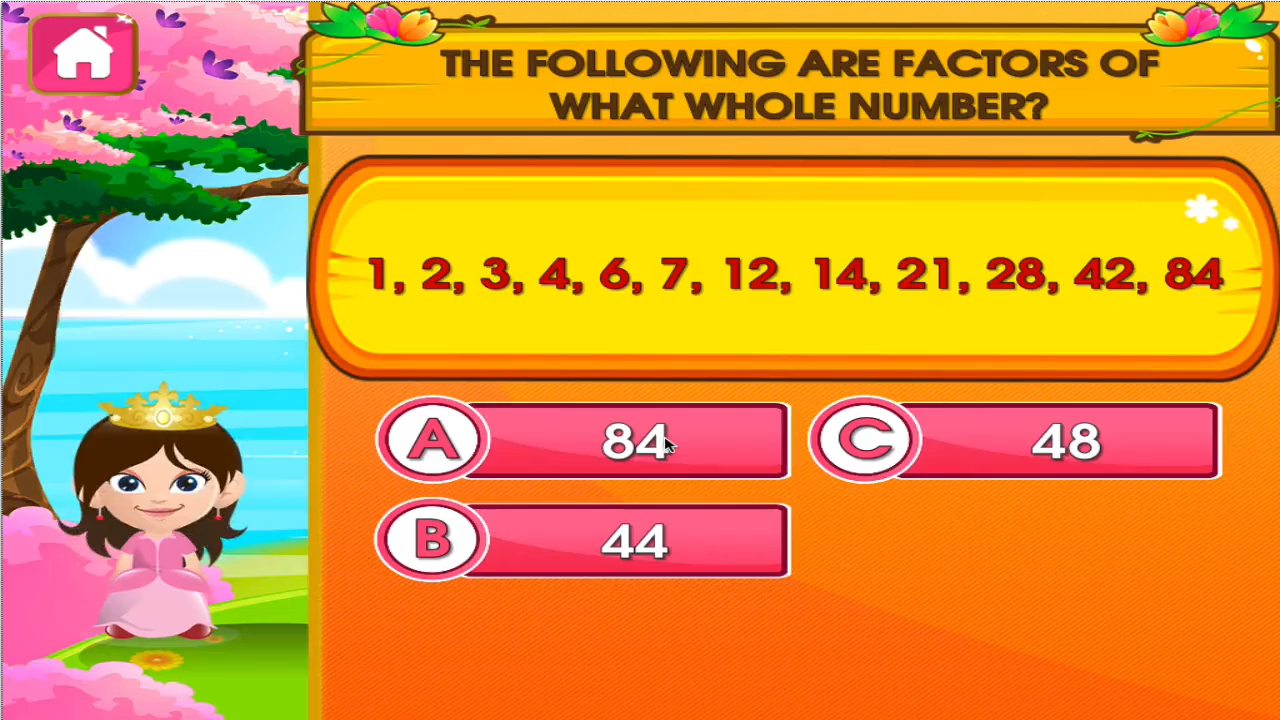 THE FOLLOWING ARE FACTORS OF
WHAT WHOLE NUMBER?
1, 2, 3, 4, 6, 7, 12, 14, 21, 28, 42, 84
A 84
C 48
B 44